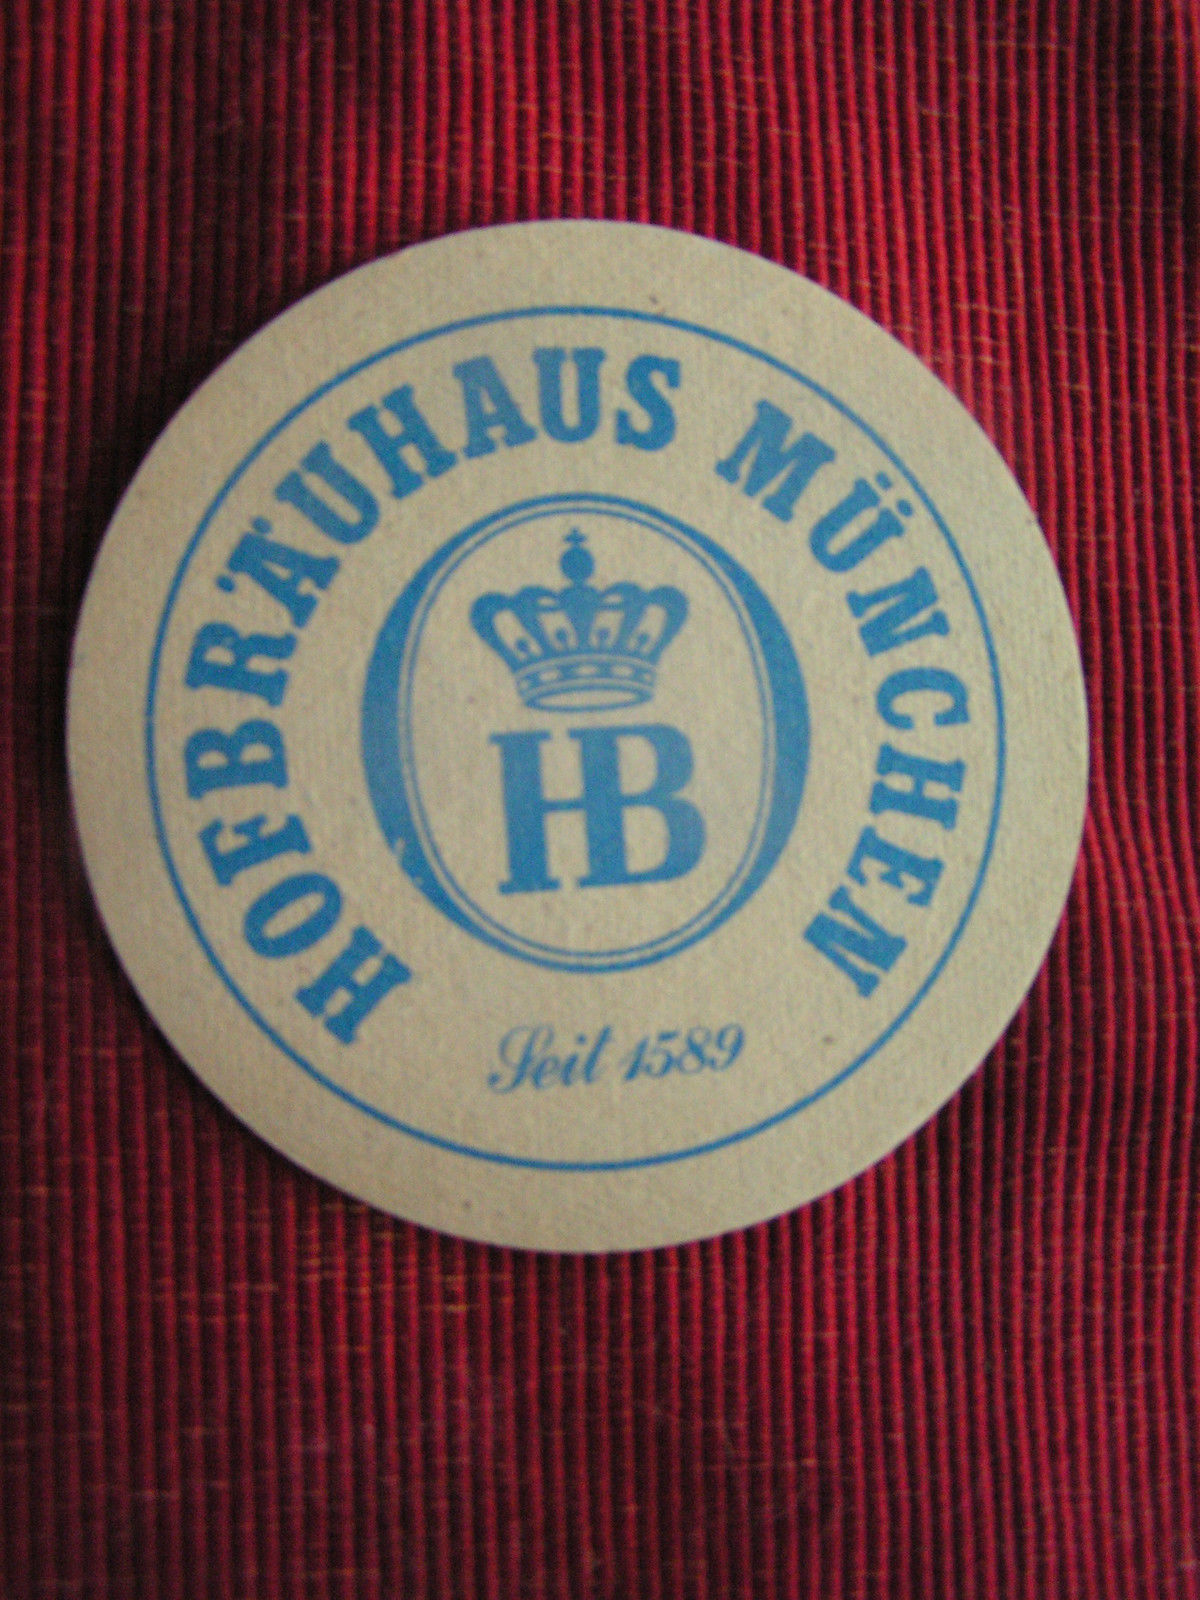 HOFBRÄUHAUS MÜNCHEN
HB
Seit 1589